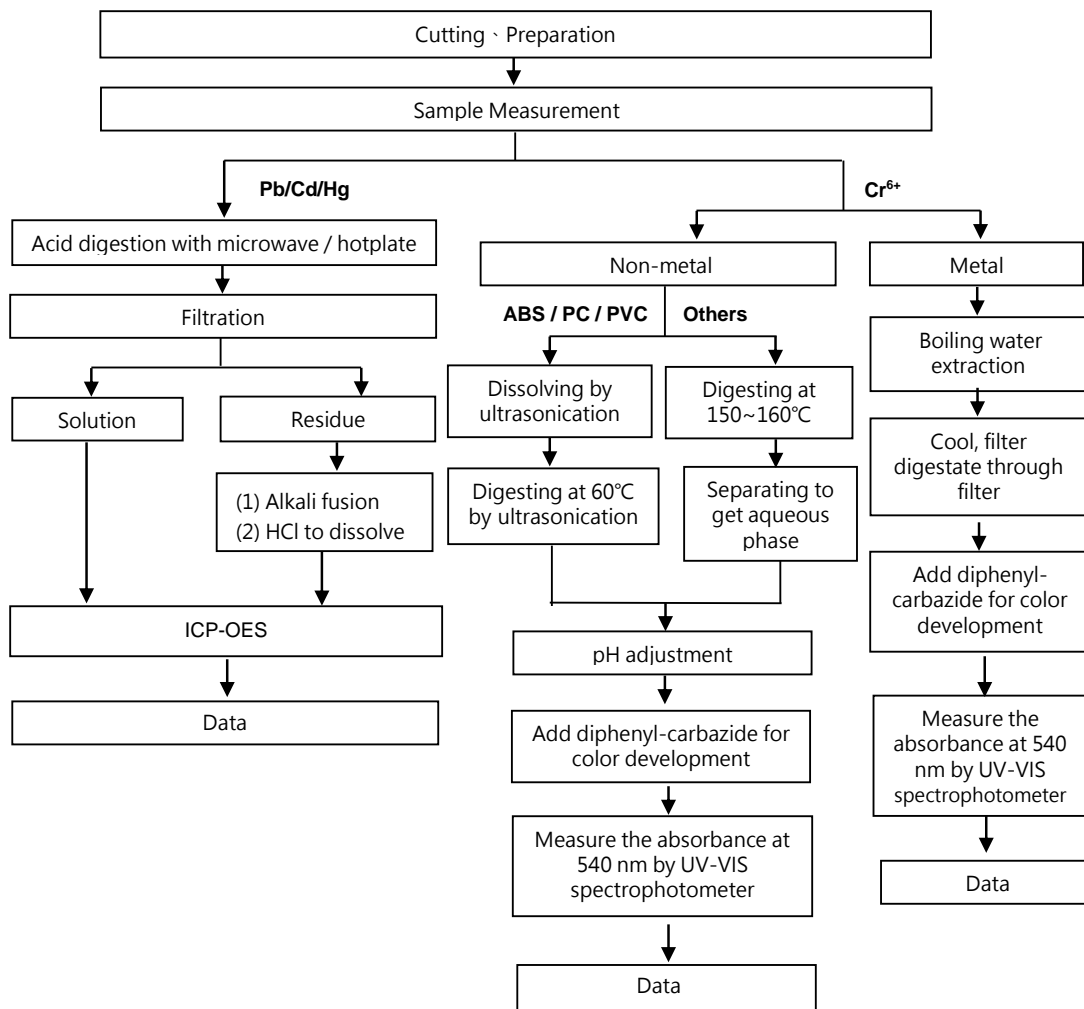 Cutting、Preparation
Sample Measurement
Pb/Cd/Hg
Acid digestion with microwave / hotplate
Filtration
Solution
Residue
(1) Alkali fusion
(2) HCl to dissolve
ICP-OES
Data
Cr⁶⁺
Non-metal
ABS / PC / PVC
Others
Dissolving by
ultrasonication
Digesting at 60℃
by ultrasonication
Digesting at
150~160℃
Separating to
get aqueous
phase
pH adjustment
Add diphenyl-carbazide for
color development
Measure the absorbance at
540 nm by UV-VIS
spectrophotometer
Data
Metal
Boiling water
extraction
Cool, filter
digestate through
filter
Add diphenyl-
carbazide for color
development
Measure the
absorbance at 540
nm by UV-VIS
spectrophotometer
Data